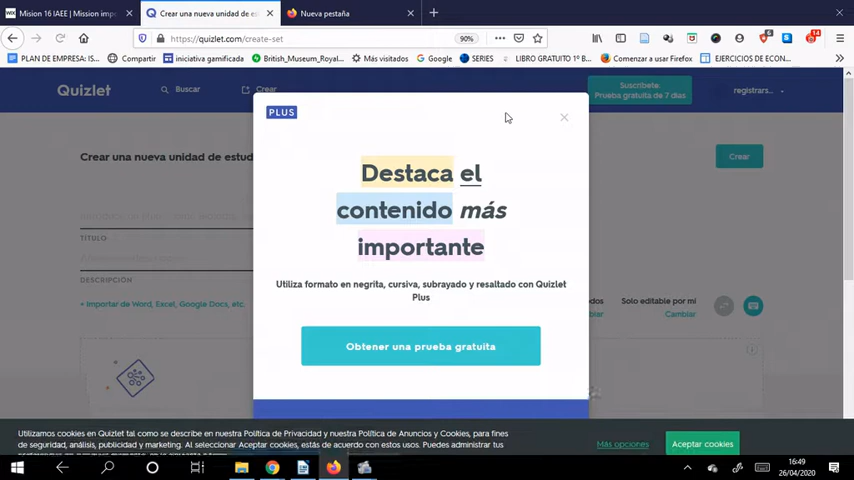 Mision 16 IAEE | Mission impo
Crear una nueva unidad de es
Nueva pestaña
https://quizlet.com/create-set
90%
6
14
PLAN DE EMPRESA: IS...
Compartir
iniciativa gamificada
British_Museum_Royal...
Más visitados
Google
SERIES
LIBRO GRATUITO 1º B...
Comenzar a usar Firefox
EJERCICIOS DE ECON...
Quizlet
Buscar
Crear
Suscríbete:
Prueba gratuita de 7 días
registrars...
PLUS
Crear una nueva unidad de estud
Crear
Destaca el
contenido más
importante
TÍTULO
DESCRIPCIÓN
Utiliza formato en negrita, cursiva, subrayado y resaltado con Quizlet
Plus
+ Importar de Word, Excel, Google Docs, etc.
odos
Solo editable por mí
Cambiar
Obtener una prueba gratuita
Utilizamos cookies en Quizlet tal como se describe en nuestra Política de Privacidad y nuestra Política de Anuncios y Cookies, para fines
de seguridad, análisis, publicidad y marketing. Al seleccionar Aceptar cookies, estás de acuerdo con estos usos. Puedes administrar tus
Más opciones
Aceptar cookies
16:49
26/04/2020